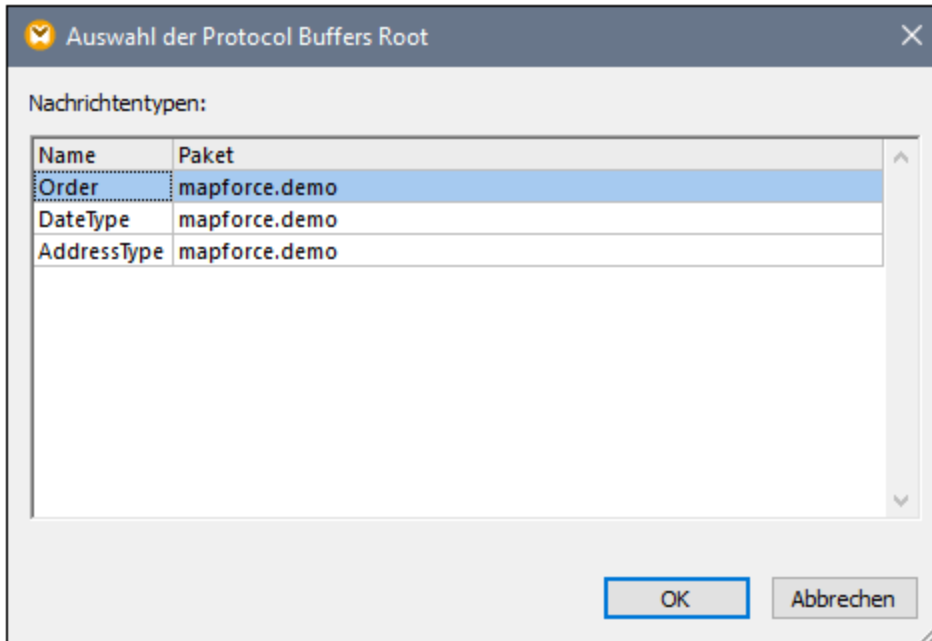 Auswahl der Protocol Buffers Root
Nachrichtentypen:
Name Paket
Order mapforce.demo
DateType mapforce.demo
AddressType mapforce.demo
OK Abbrechen